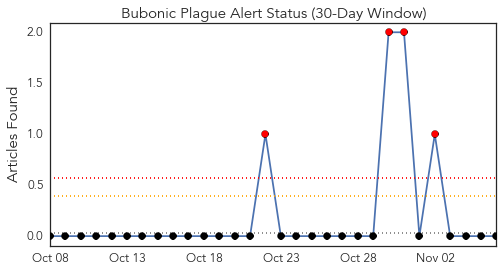 Bubonic Plague Alert Status (30-Day Window)
Articles Found
2.0
1.5
1.0
0.5
0.0
Oct 08 Oct 13 Oct 18 Oct 23 Oct 28 Nov 02